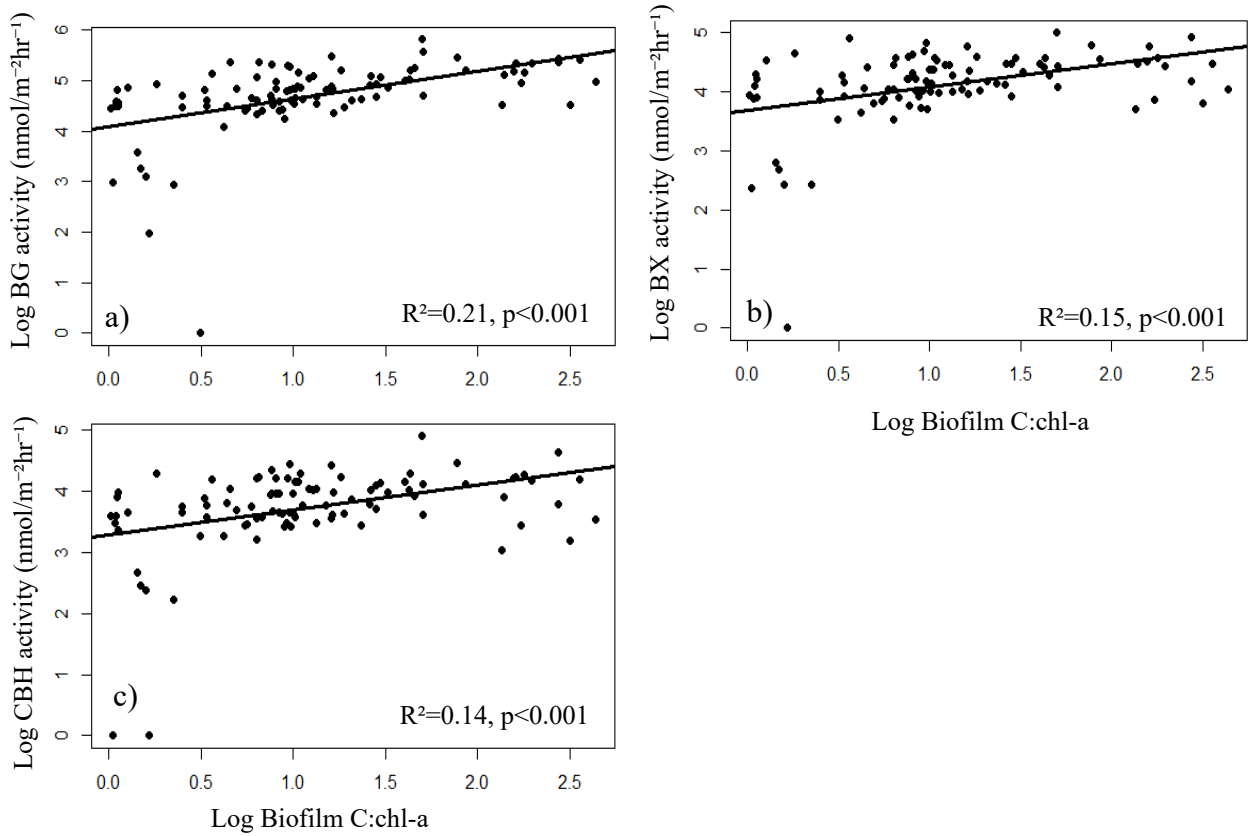 Log BG activity (nmol/m⁻²hr⁻¹)
6
5
4
3
2
1
0
a)
R²=0.21, p<0.001
0.0 0.5 1.0 1.5 2.0 2.5
Log BX activity (nmol/m⁻²hr⁻¹)
5
4
3
2
1
0
b)
R²=0.15, p<0.001
0.0 0.5 1.0 1.5 2.0 2.5
Log Biofilm C:chl-a
Log CBH activity (nmol/m⁻²hr⁻¹)
5
4
3
2
1
0
c)
R²=0.14, p<0.001
0.0 0.5 1.0 1.5 2.0 2.5
Log Biofilm C:chl-a